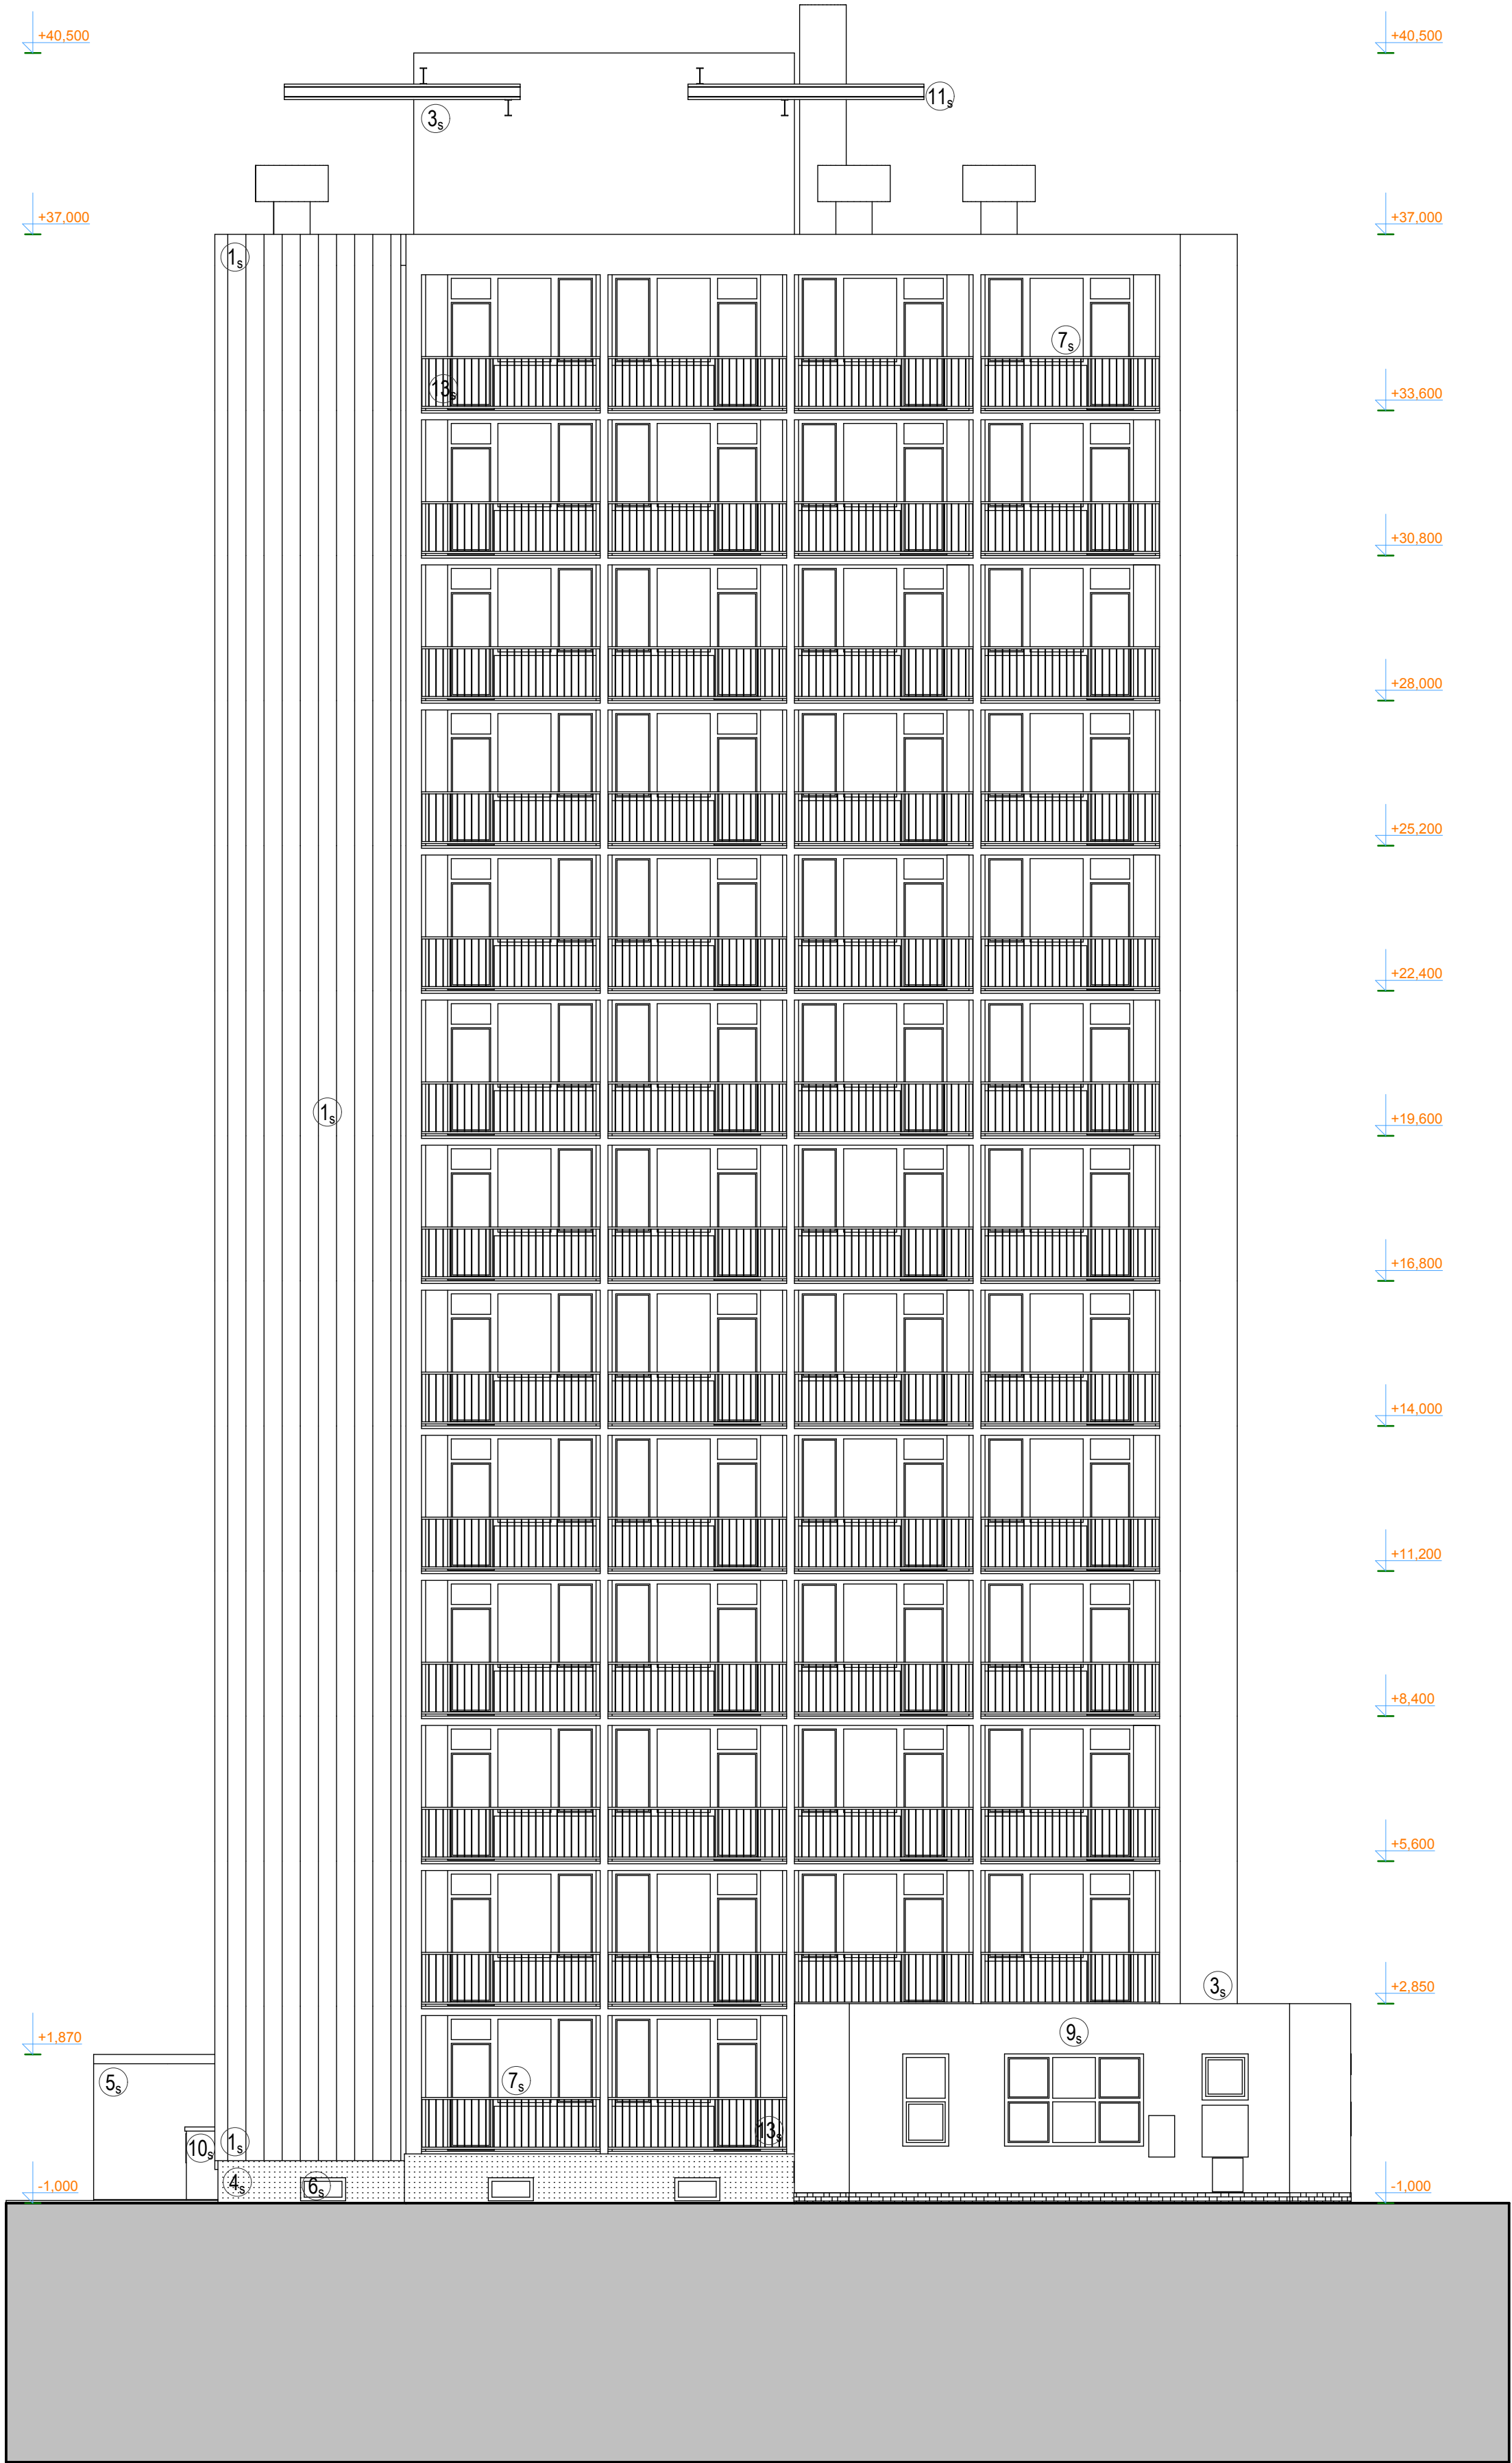 +40,500
+40,500
11s
3s
+37,000
+37,000
1s
7s
13s
+33,600
+30,800
+28,000
+25,200
+22,400
1s
+19,600
+16,800
+14,000
+11,200
+8,400
+5,600
3s
+2,850
9s
+1,870
5s
7s
13s
1s
10s
4s
6s
-1,000
-1,000